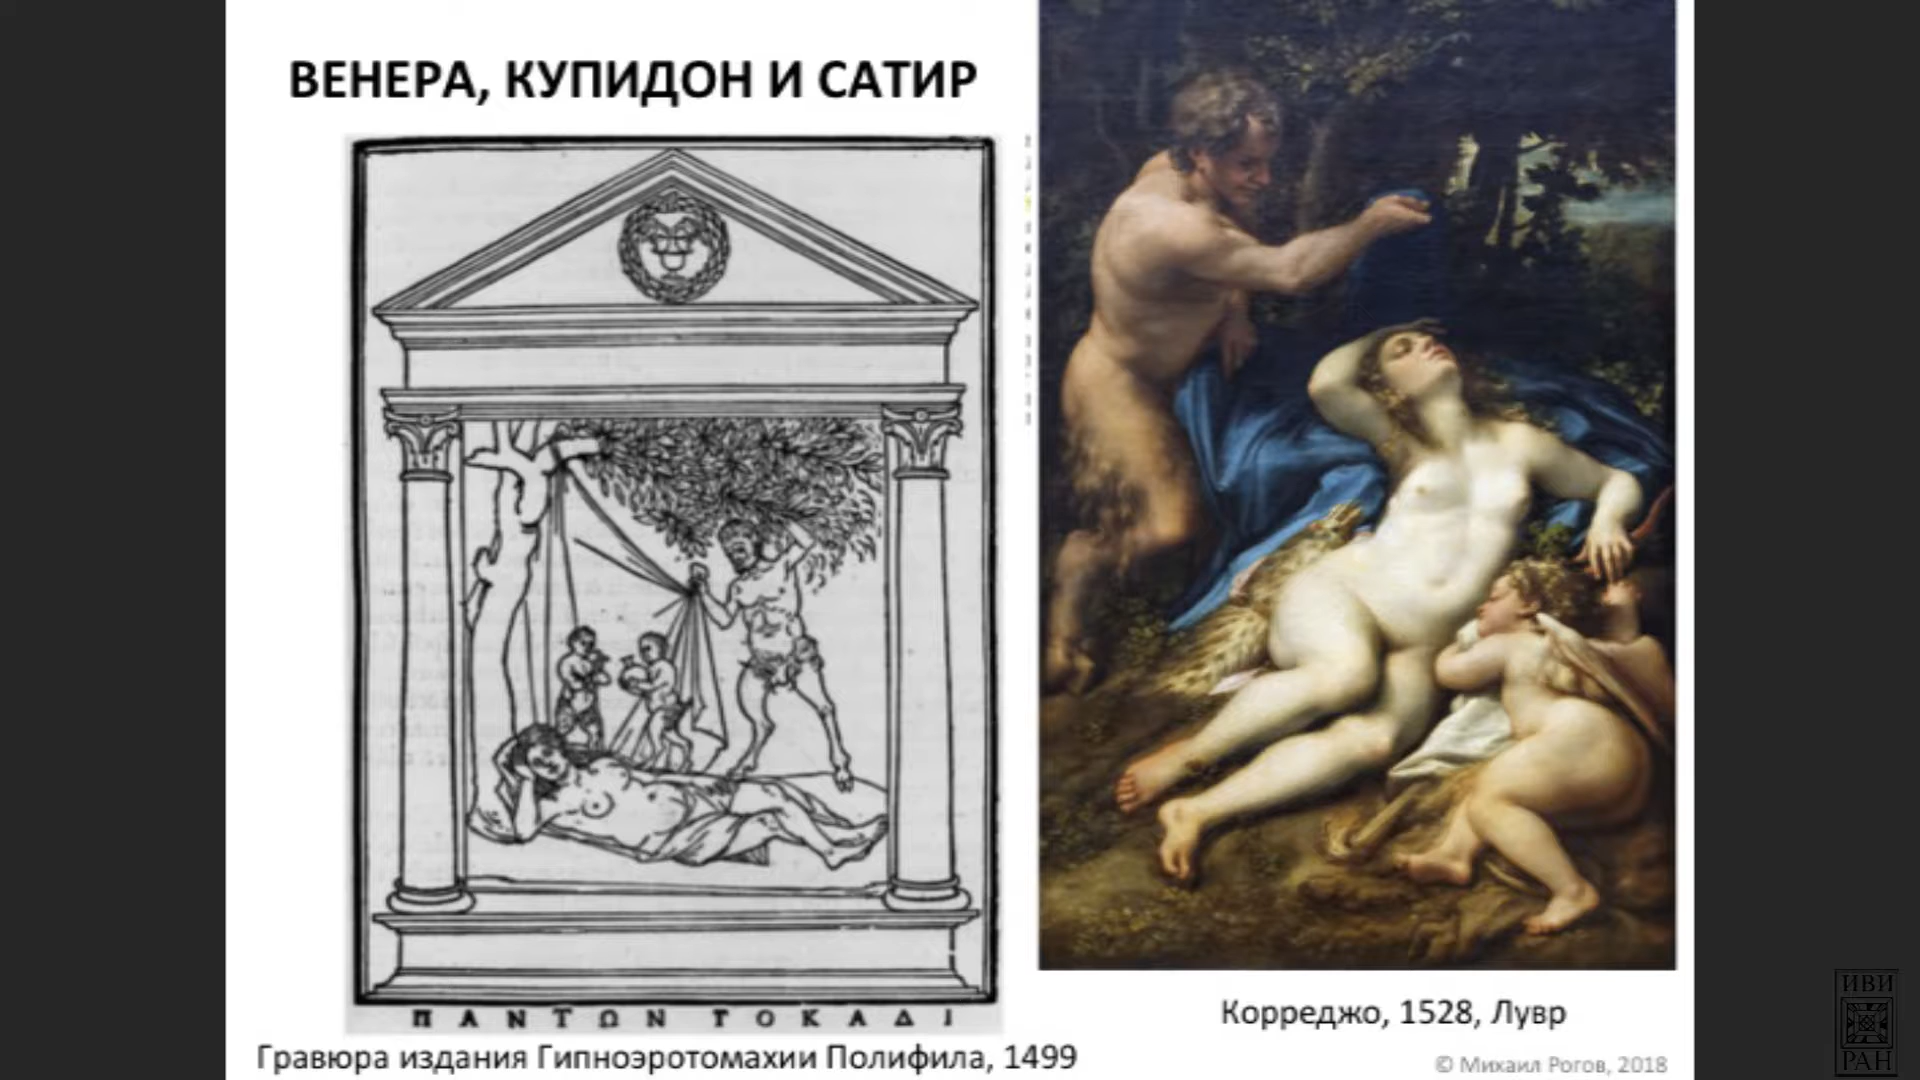 ВЕНЕРА, КУПИДОН И САТИР
ΠΑΝΤΩΝ ΤΟΚΑΔΙ
Гравюра издания Гипноэротомахии Полифила, 1499
Корреджо, 1528, Лувр
© Михаил Рогов, 2018
ИВИ
РАН